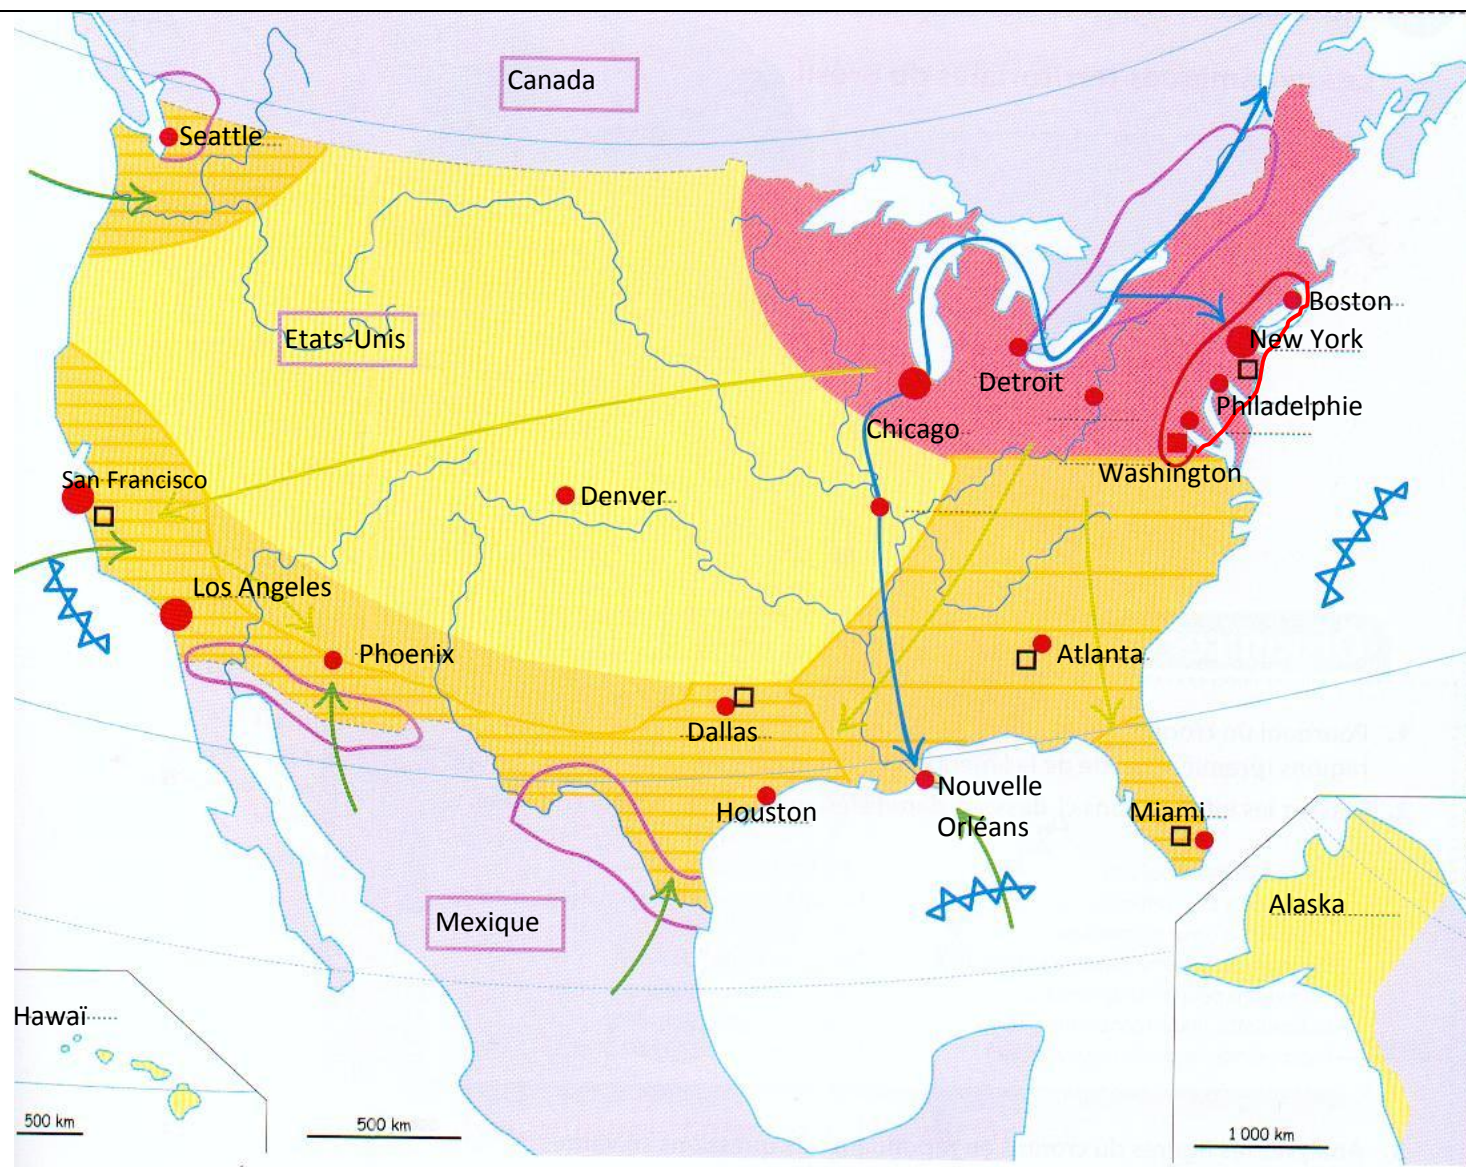 Canada
Seattle
Etats-Unis
Boston
New York
Detroit
Philadelphie
Chicago
Washington
San Francisco
Denver
Los Angeles
Phoenix
Atlanta
Dallas
Nouvelle
Orléans
Houston
Miami
Mexique
Alaska
Hawaï
500 km
500 km
1 000 km